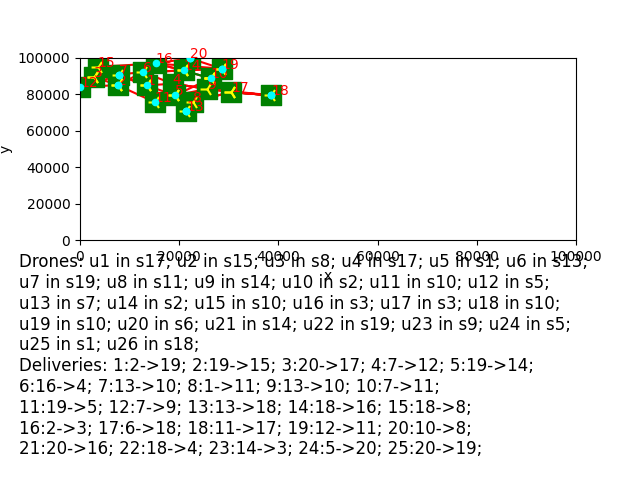 100000
80000
60000
40000
20000
0
y
16
20
0 20000 40000 60000 80000 100000
x
Drones: u1 in s17; u2 in s15; u3 in s8; u4 in s17; u5 in s1; u6 in s13;
u7 in s19; u8 in s11; u9 in s14; u10 in s2; u11 in s10; u12 in s5;
u13 in s7; u14 in s2; u15 in s10; u16 in s3; u17 in s3; u18 in s10;
u19 in s10; u20 in s6; u21 in s14; u22 in s19; u23 in s9; u24 in s5;
u25 in s1; u26 in s18;
Deliveries: 1:2->19; 2:19->15; 3:20->17; 4:7->12; 5:19->14;
6:16->4; 7:13->10; 8:1->11; 9:13->10; 10:7->11;
11:19->5; 12:7->9; 13:13->18; 14:18->16; 15:18->8;
16:2->3; 17:6->18; 18:11->17; 19:12->11; 20:10->8;
21:20->16; 22:18->4; 23:14->3; 24:5->20; 25:20->19;